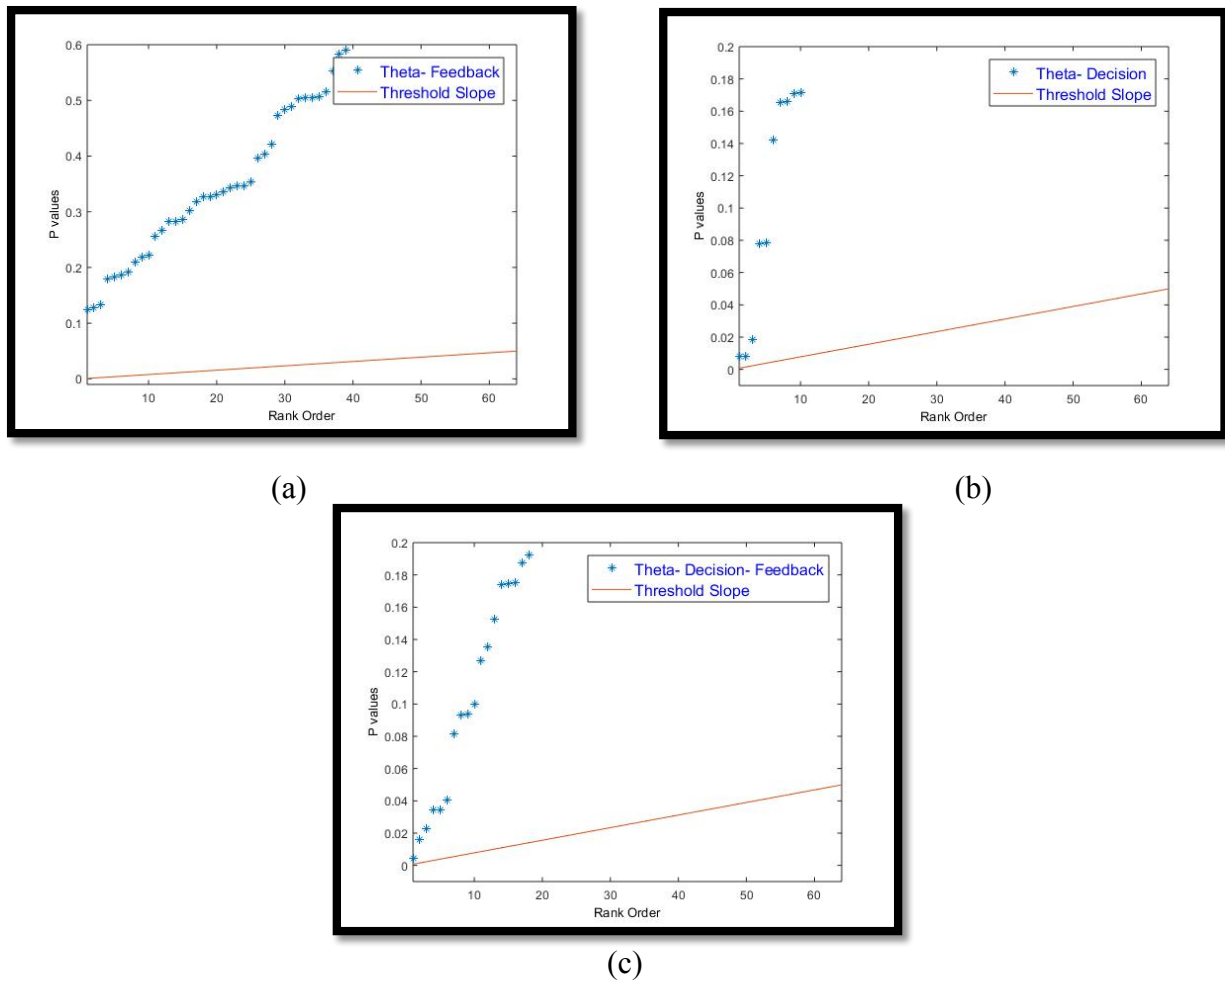 0.6
0.5
0.4
0.3
0.2
0.1
0
P values
10 20 30 40 50 60
Rank Order
Theta- Feedback
Threshold Slope
(a)
0.2
0.18
0.16
0.14
0.12
0.1
0.08
0.06
0.04
0.02
0
P values
10 20 30 40 50 60
Rank Order
Theta- Decision
Threshold Slope
(b)
0.2
0.18
0.16
0.14
0.12
0.1
0.08
0.06
0.04
0.02
0
P values
10 20 30 40 50 60
Rank Order
Theta- Decision- Feedback
Threshold Slope
(c)